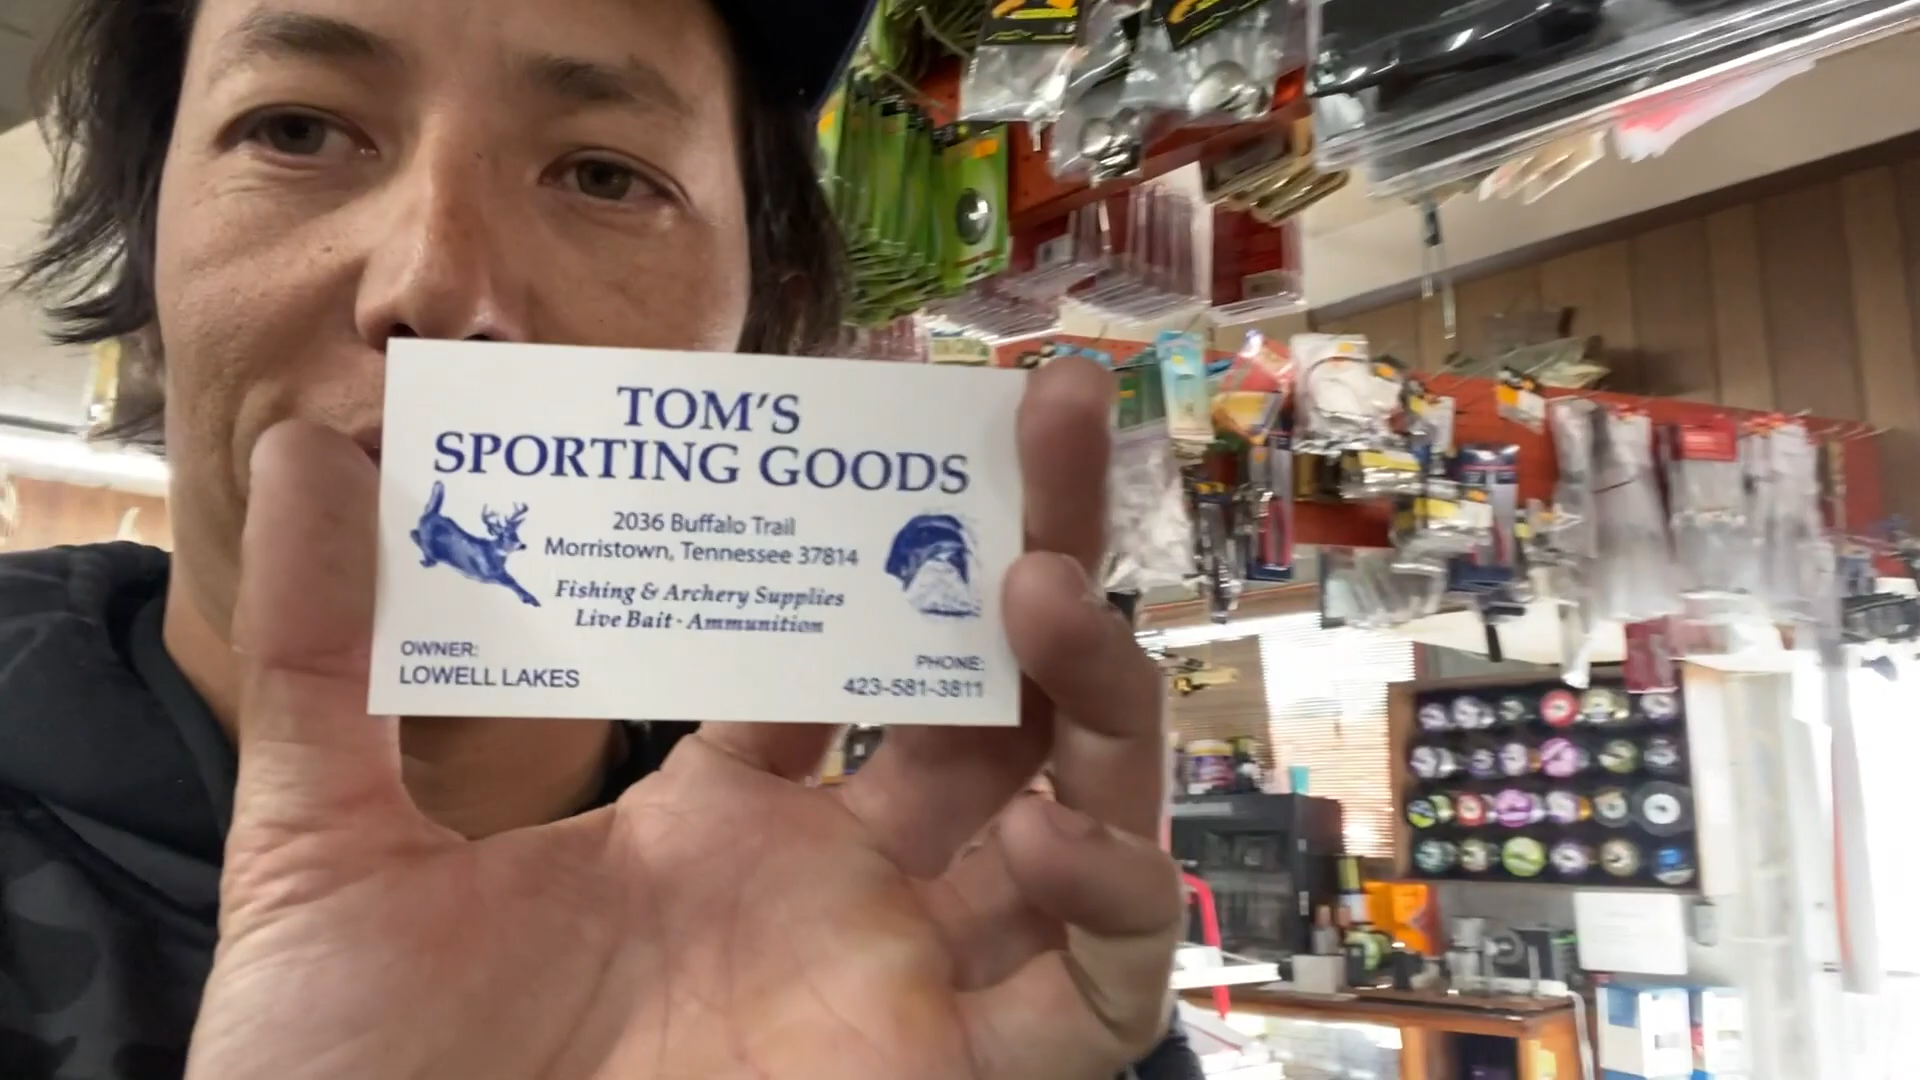 TOM'S
SPORTING GOODS
2036 Buffalo Trail
Morristown, Tennessee 37814
Fishing & Archery Supplies
Live Bait · Ammunition
OWNER:
LOWELL LAKES
PHONE:
423-581-3811